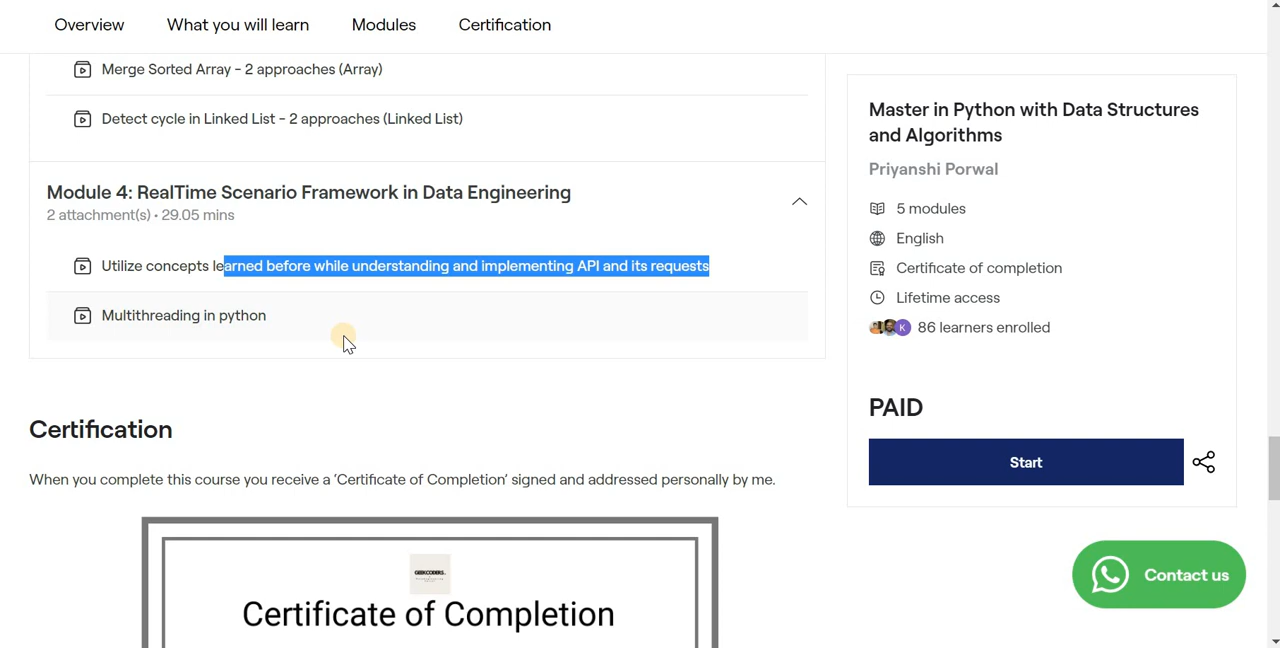 Overview What you will learn Modules Certification
Merge Sorted Array - 2 approaches (Array)
Detect cycle in Linked List - 2 approaches (Linked List)
Module 4: RealTime Scenario Framework in Data Engineering
2 attachment(s) • 29.05 mins
Utilize concepts learned before while understanding and implementing API and its requests
Multithreading in python
Certification
When you complete this course you receive a ‘Certificate of Completion’ signed and addressed personally by me.
GEEKCODERS.
Certificate of Completion
Master in Python with Data Structures
and Algorithms
Priyanshi Porwal
5 modules
English
Certificate of completion
Lifetime access
K 86 learners enrolled
PAID
Start
Contact us